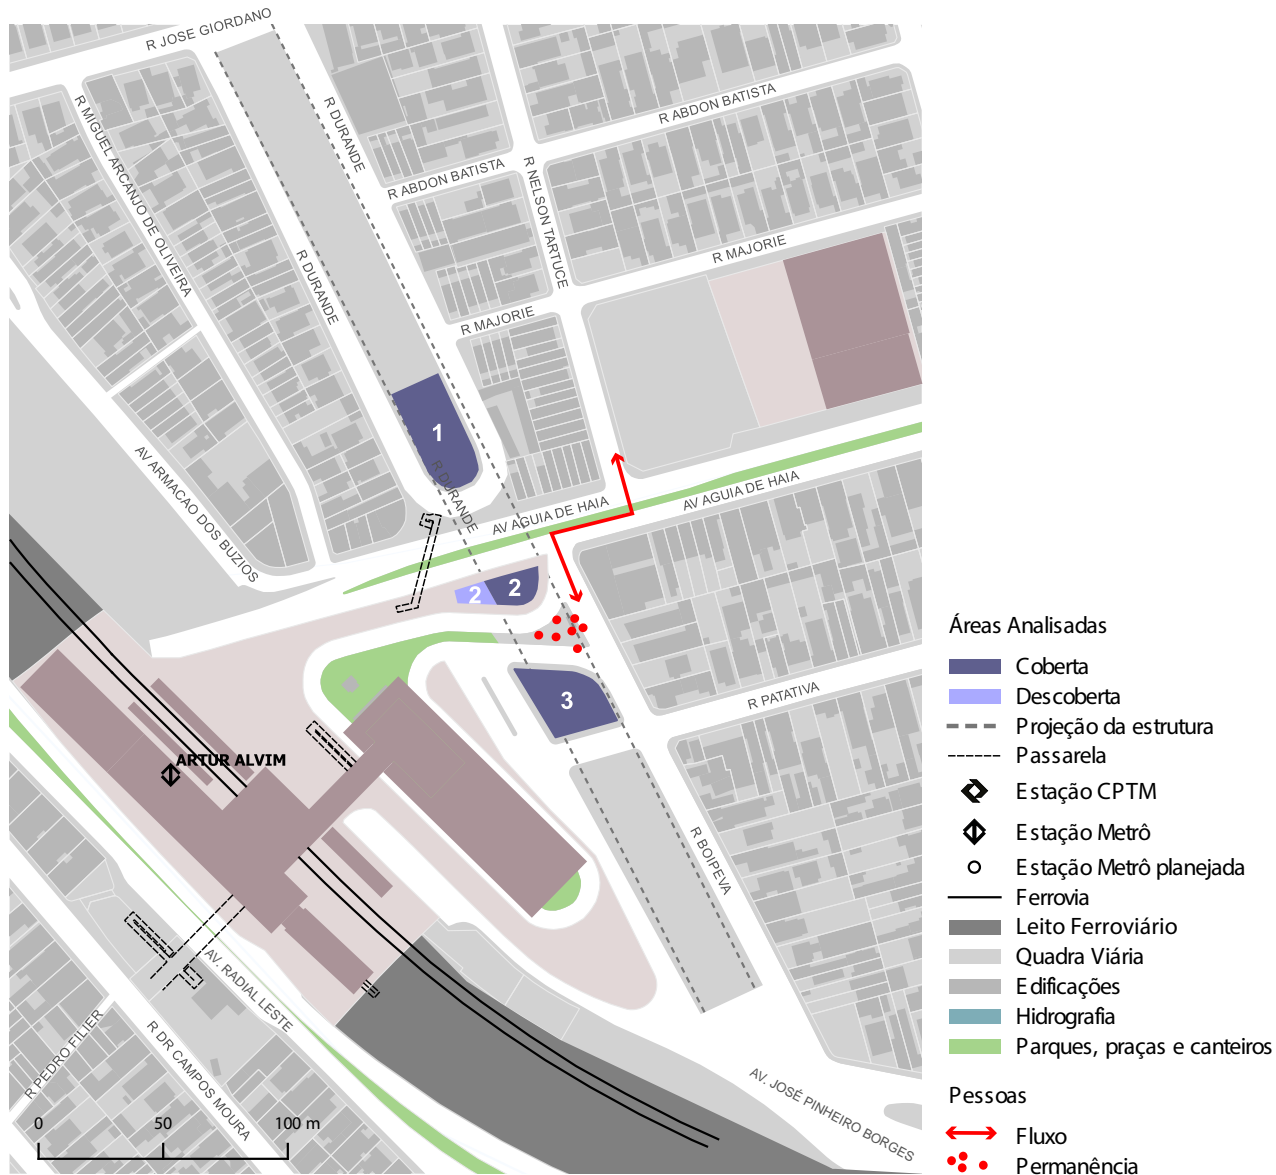 R JOSE GIORDANO
R MIGUEL ARCANJO DE OLIVEIRA
R DURANDE
R DURANDE
R ABDON BATISTA
R ABDON BATISTA
R NELSON TARTUCE
R MAJORIE
R MAJORIE
1
R DURANDE
AV ARMACAO DOS BUZIOS
AV AGUIA DE HAIA
AV AGUIA DE HAIA
2
2
3
R PATATIVA
ARTUR ALVIM
R BOIPEVA
AV. RADIAL LESTE
R PEDRO FILIER
R DR CAMPOS MOURA
AV. JOSÉ PINHEIRO BORGES
0 50 100 m
Áreas Analisadas
Coberta
Descoberta
Projeção da estrutura
Passarela
Estação CPTM
Estação Metrô
Estação Metrô planejada
Ferrovia
Leito Ferroviário
Quadra Viária
Edificações
Hidrografia
Parques, praças e canteiros
Pessoas
Fluxo
Permanência